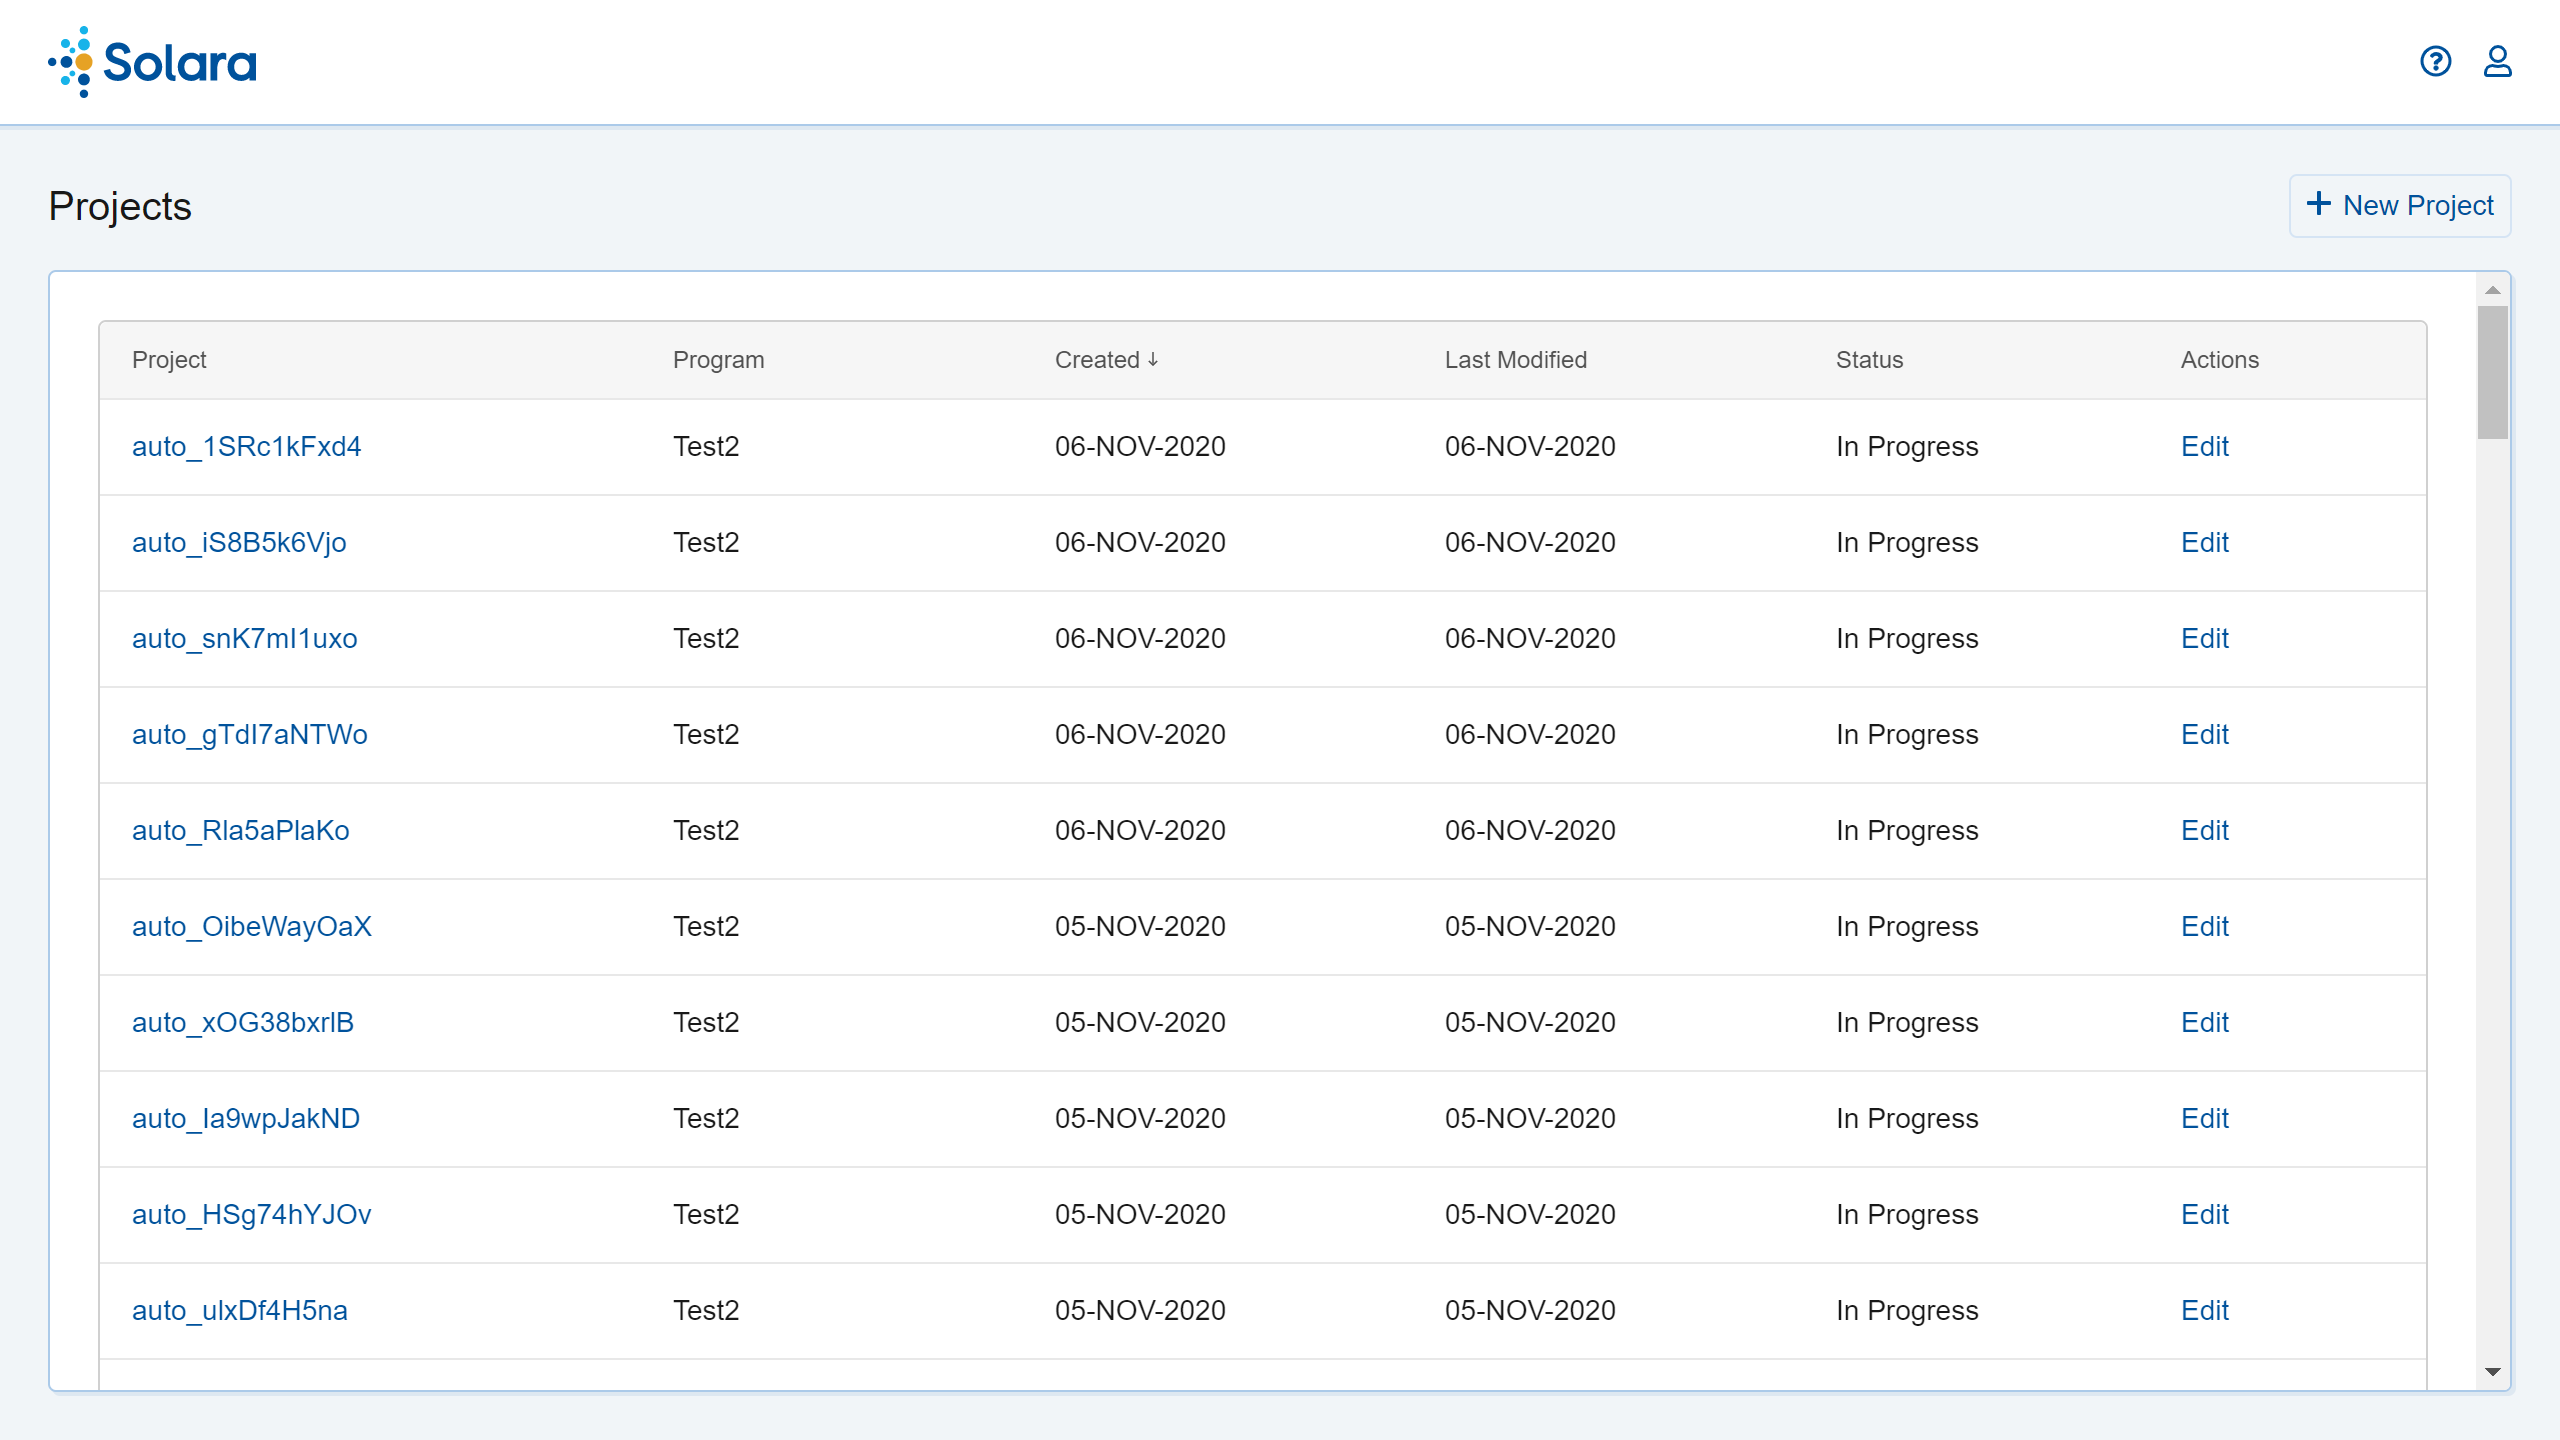 Solara
Projects
New Project
Project Program Created ↓ Last Modified Status Actions
auto_1SRc1kFxd4 Test2 06-NOV-2020 06-NOV-2020 In Progress Edit
auto_iS8B5k6Vjo Test2 06-NOV-2020 06-NOV-2020 In Progress Edit
auto_snK7mI1uxo Test2 06-NOV-2020 06-NOV-2020 In Progress Edit
auto_gTdI7aNTWo Test2 06-NOV-2020 06-NOV-2020 In Progress Edit
auto_Rla5aPlaKo Test2 06-NOV-2020 06-NOV-2020 In Progress Edit
auto_OibeWayOaX Test2 05-NOV-2020 05-NOV-2020 In Progress Edit
auto_xOG38bxrlB Test2 05-NOV-2020 05-NOV-2020 In Progress Edit
auto_Ia9wpJakND Test2 05-NOV-2020 05-NOV-2020 In Progress Edit
auto_HSg74hYJOv Test2 05-NOV-2020 05-NOV-2020 In Progress Edit
auto_ulxDf4H5na Test2 05-NOV-2020 05-NOV-2020 In Progress Edit